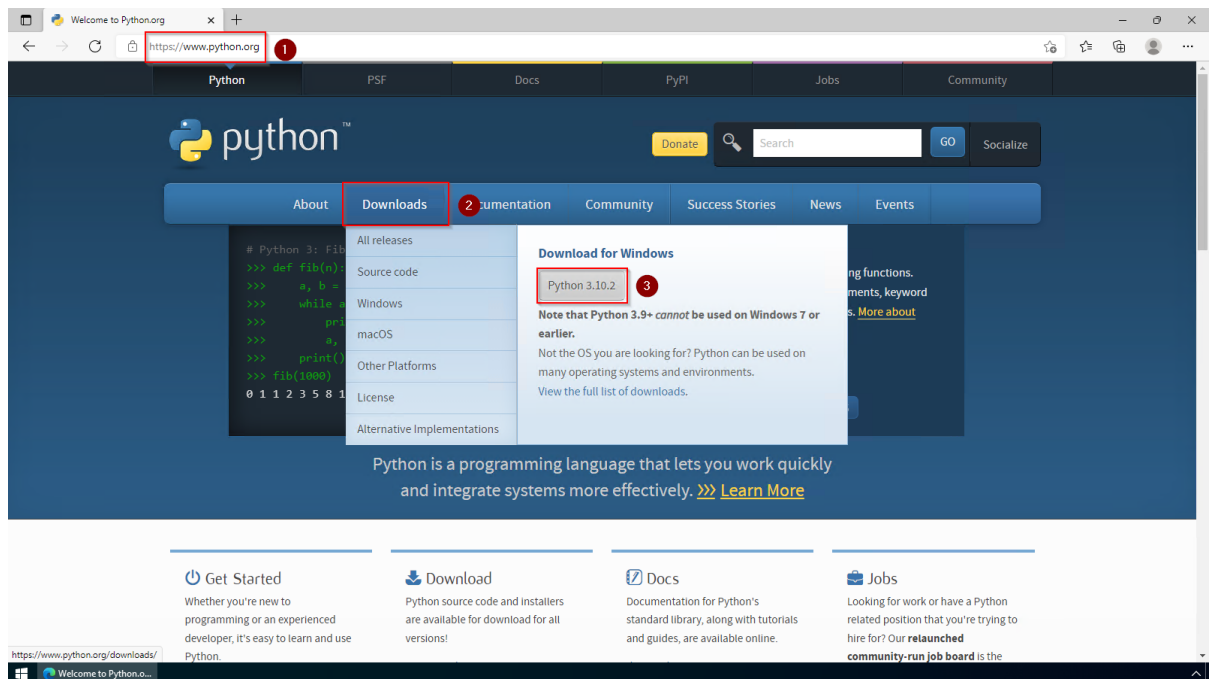 Welcome to Python.org
https://www.python.org
1
Python PSF Docs PyPI Jobs Community
python™
Donate Search GO Socialize
About Downloads 2 cumentation Community Success Stories News Events
# Python 3: Fib
>>> def fib(n):
>>> a, b =
>>> while a
>>> pri
>>> a,
>>> print()
>>> fib(1000)
0 1 1 2 3 5 8 1
All releases
Source code
Windows
macOS
Other Platforms
License
Alternative Implementations
Download for Windows
Python 3.10.2
3
Note that Python 3.9+ cannot be used on Windows 7 or
earlier.
Not the OS you are looking for? Python can be used on
many operating systems and environments.
View the full list of downloads.
ng functions.
ments, keyword
s. More about
Python is a programming language that lets you work quickly
and integrate systems more effectively. >>> Learn More
Get Started
Whether you're new to
programming or an experienced
developer, it's easy to learn and use
Python.
Download
Python source code and installers
are available for download for all
versions!
Docs
Documentation for Python's
standard library, along with tutorials
and guides, are available online.
Jobs
Looking for work or have a Python
related position that you're trying to
hire for? Our relaunched
community-run job board is the
https://www.python.org/downloads/
Welcome to Python.o...